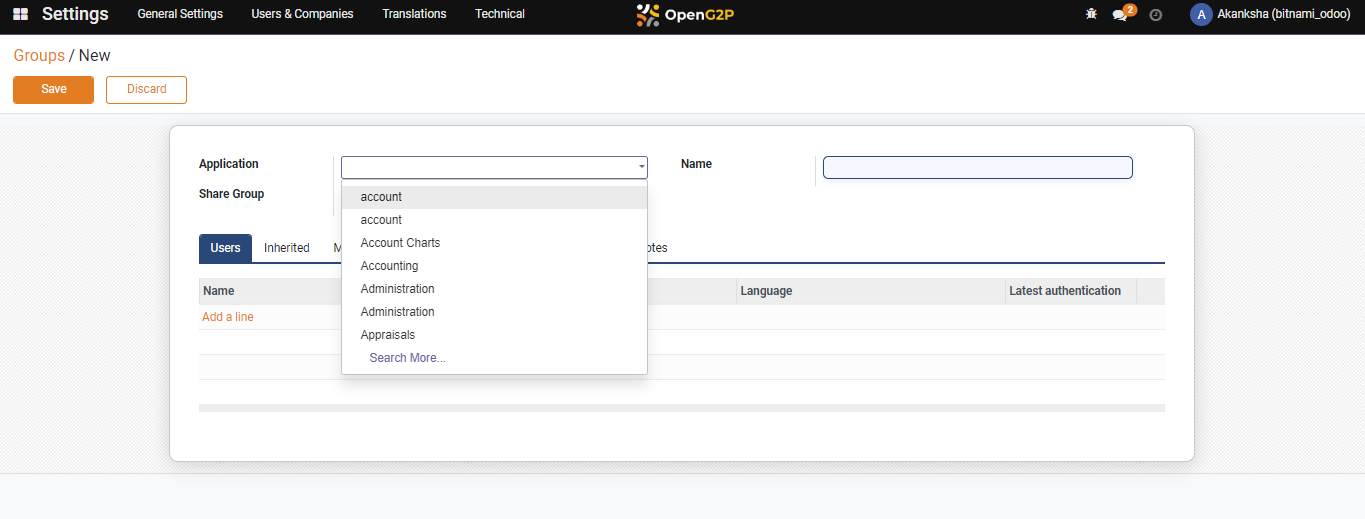 Settings General Settings Users & Companies Translations Technical OpenG2P 2 A Akanksha (bitnami_odoo)
Groups / New
Save Discard
Application Name
Share Group
account
account
Account Charts
Accounting
Administration
Administration
Appraisals
Search More...
Users Inherited M otes
Name Language Latest authentication
Add a line